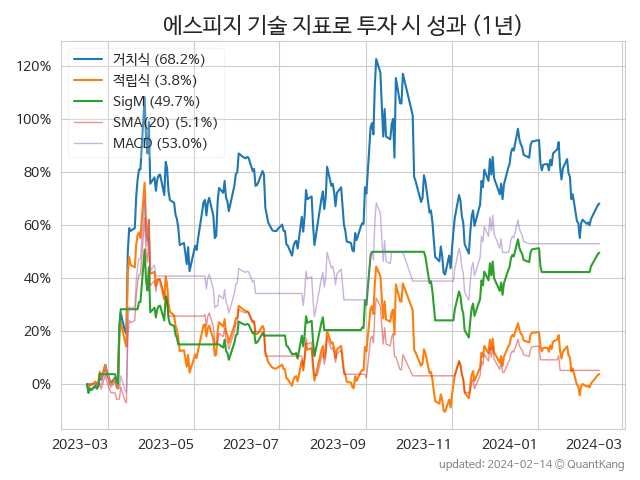 에스피지 기술 지표로 투자 시 성과 (1년)
거치식 (68.2%)
적립식 (3.8%)
SigM (49.7%)
SMA(20) (5.1%)
MACD (53.0%)
120%
100%
80%
60%
40%
20%
0%
2023-03 2023-05 2023-07 2023-09 2023-11 2024-01 2024-03
updated: 2024-02-14 © QuantKang